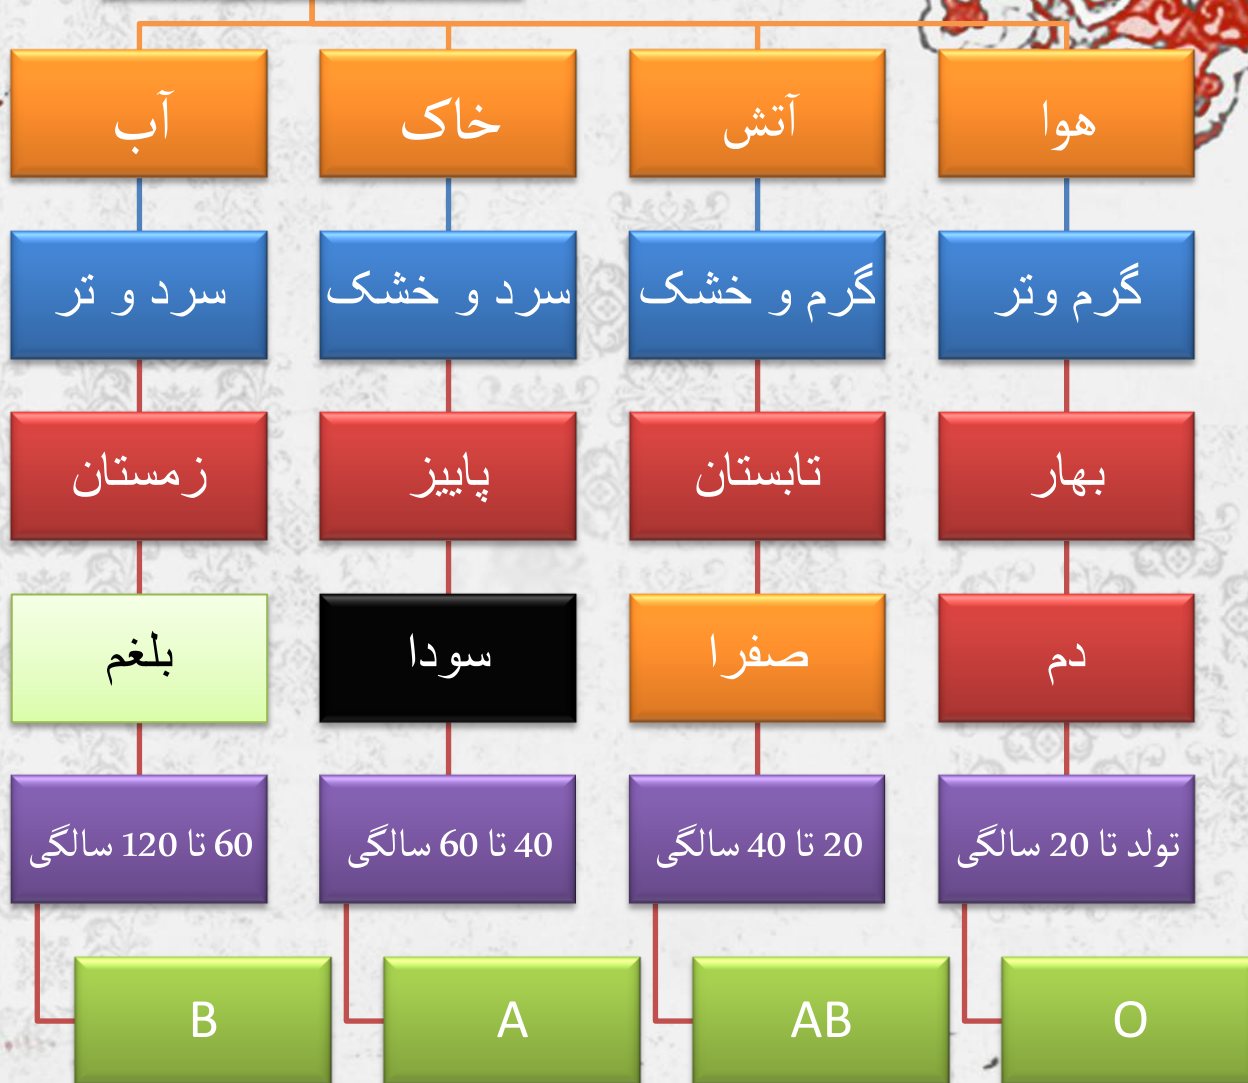 هوا
آتش
خاک
آب
گرم وتر
گرم و خشک
سرد و خشک
سرد و تر
بهار
تابستان
پاییز
زمستان
دم
صفرا
سودا
بلغم
تولد تا 20 سالگی
20 تا 40 سالگی
40 تا 60 سالگی
60 تا 120 سالگی
O
AB
A
B